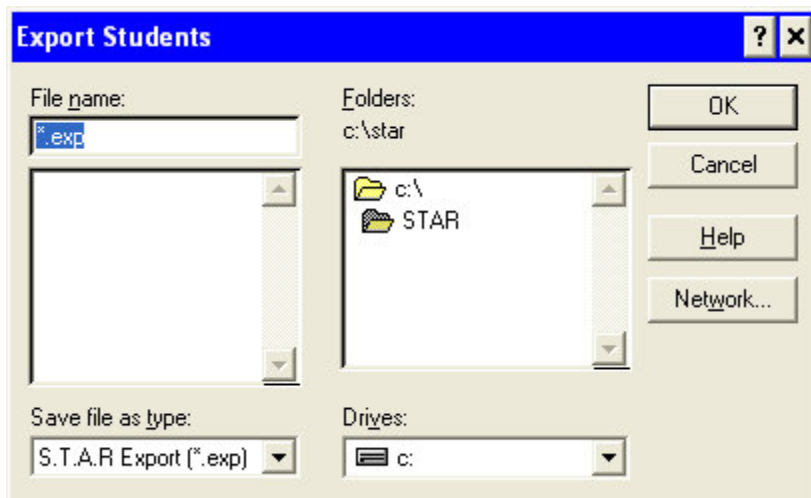 Export Students
?
×
File name:
*.exp
Folders:
c:\star
c:\
STAR
OK
Cancel
Help
Network...
Save file as type:
S.T.A.R Export (*.exp)
Drives:
c: